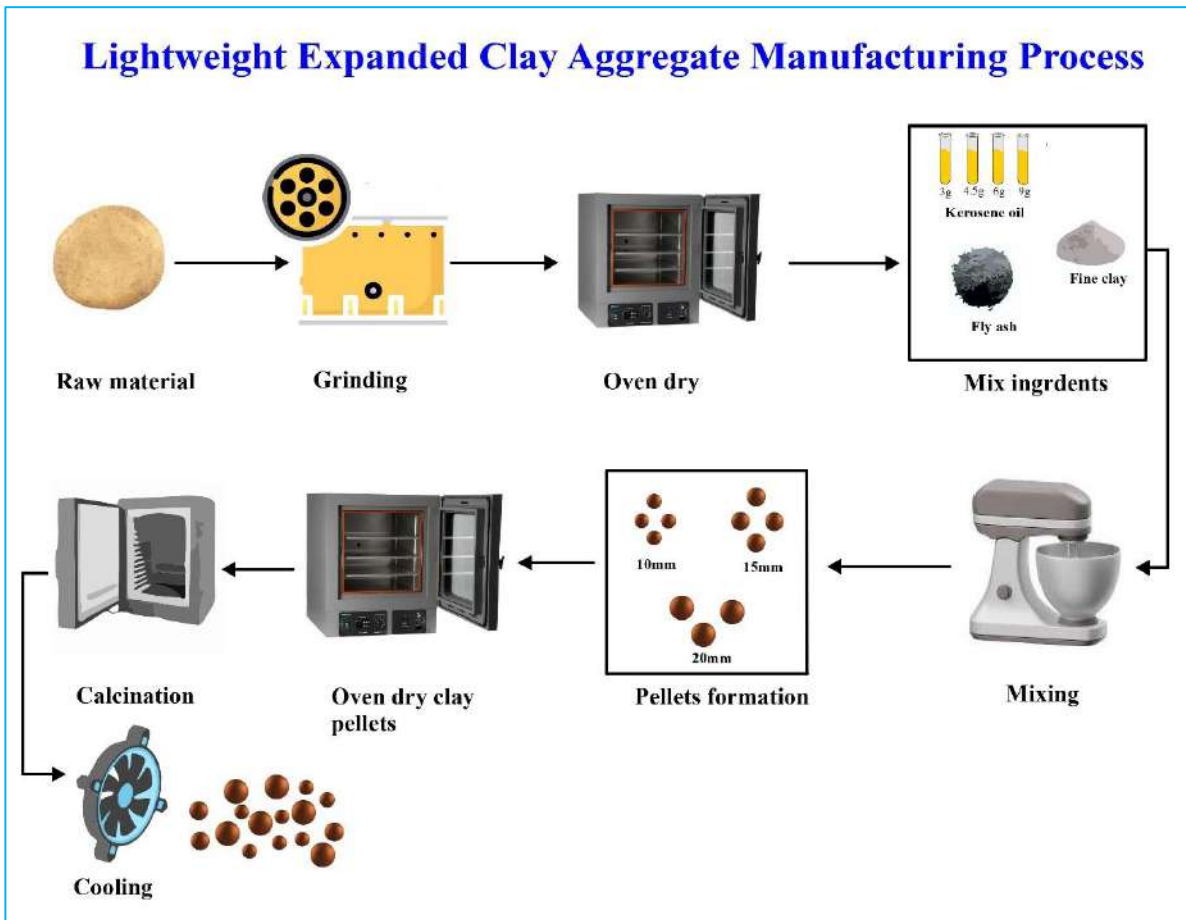 Lightweight Expanded Clay Aggregate Manufacturing Process
3g 4.5g 6g 9g
Kerosene oil
Fine clay
Fly ash
Raw material
Grinding
Oven dry
Mix ingrdents
10mm
15mm
20mm
Calcination
Oven dry clay
pellets
Pellets formation
Mixing
Cooling